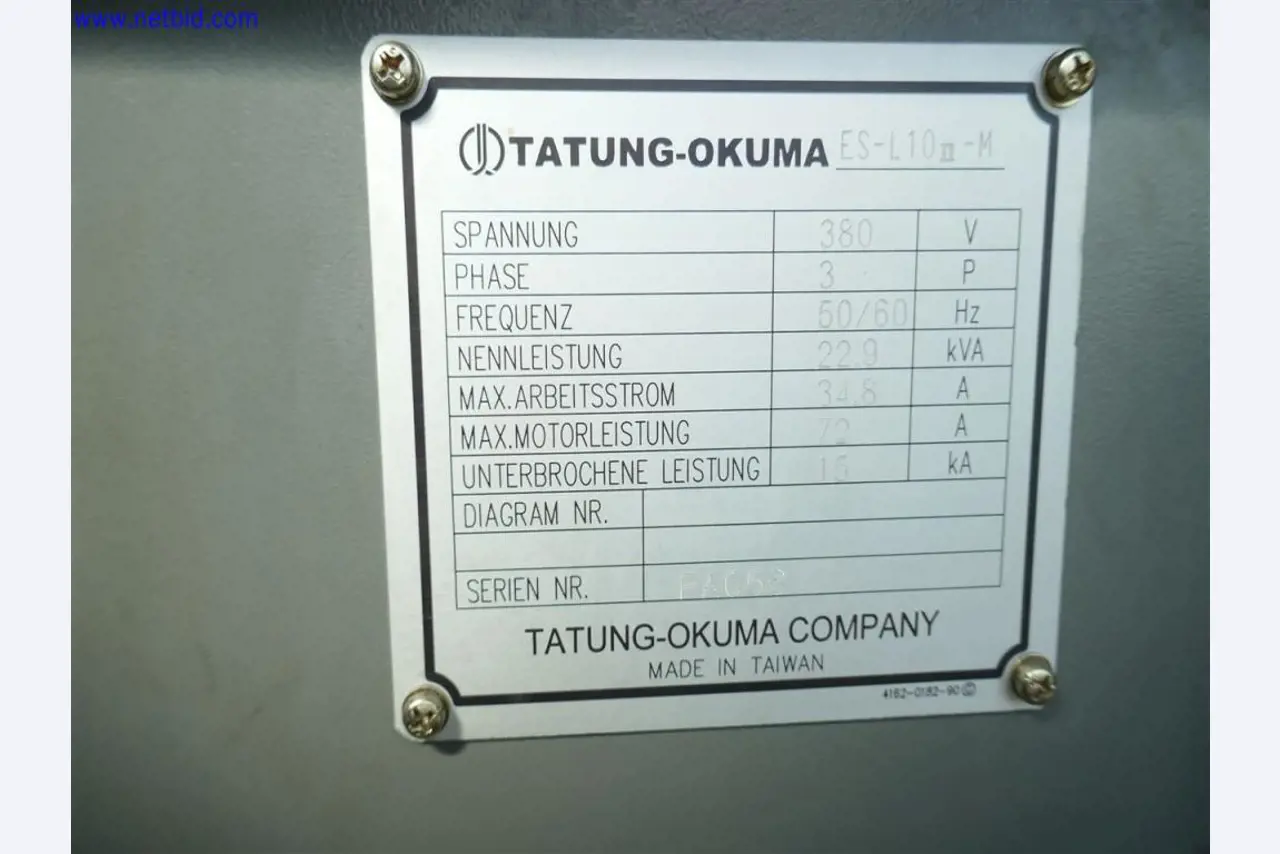 www.netbid.com
TATUNG-OKUMA ES-L10II-M
SPANNUNG 380 V
PHASE 3 P
FREQUENZ 50/60 Hz
NENNLEISTUNG 22.9 kVA
MAX.ARBEITSSTROM 34.8 A
MAX.MOTORLEISTUNG 72 A
UNTERBROCHENE LEISTUNG 15 kA
DIAGRAM NR.
SERIEN NR.
TATUNG-OKUMA COMPANY
MADE IN TAIWAN
4162-0182-90©